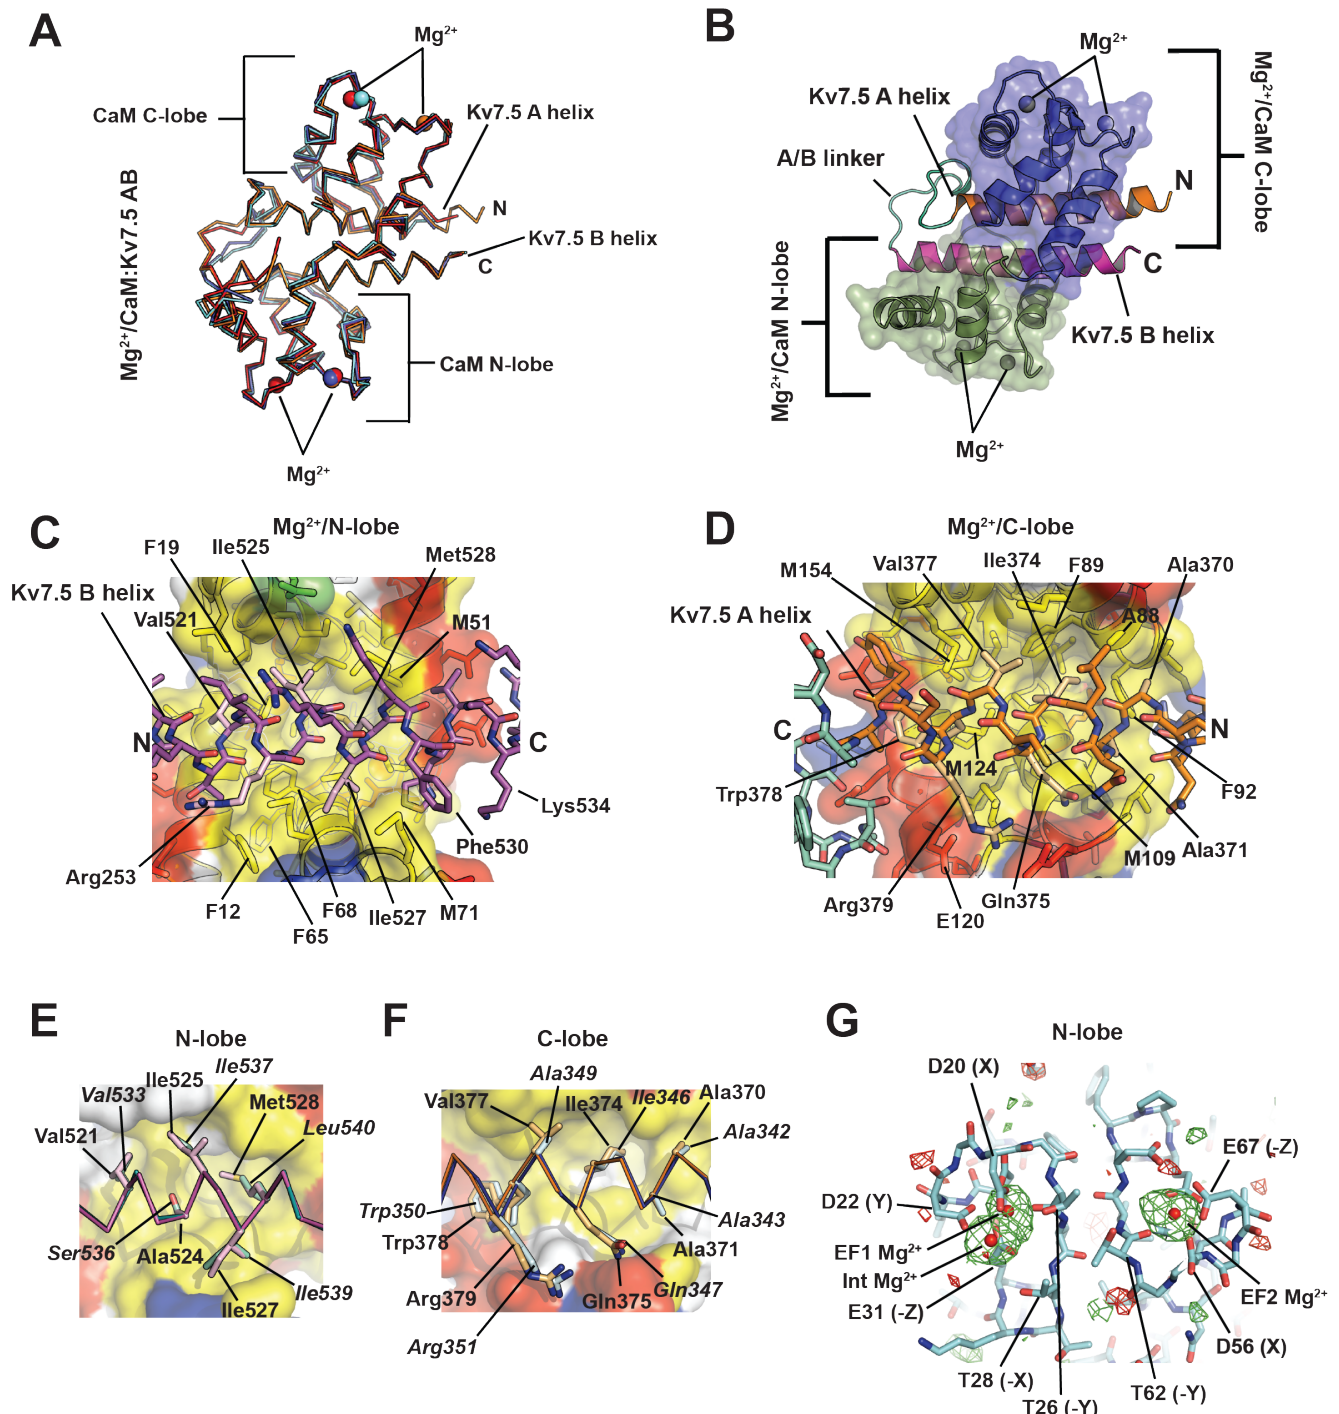 A
Mg²⁺
CaM C-lobe
Kv7.5 A helix
N
Kv7.5 B helix
C
Mg²⁺/CaM:Kv7.5 AB
CaM N-lobe
Mg²⁺
B
Mg²⁺
Kv7.5 A helix
A/B linker
N
Mg²⁺/CaM C-lobe
C
Mg²⁺/CaM N-lobe
Kv7.5 B helix
Mg²⁺
C
Mg²⁺/N-lobe
F19
Ile525
Met528
Kv7.5 B helix
Val521
M51
N
C
Lys534
Phe530
Arg253
F12
F68
Ile527
M71
F65
D
Mg²⁺/C-lobe
M154
Val377
Ile374
F89
Ala370
Kv7.5 A helix
A88
C
N
M124
Trp378
F92
M109
Ala371
Arg379
Gln375
E120
E
N-lobe
Ile537
Ile525
Val533
Met528
Leu540
Val521
Ser536
Ala524
Ile539
Ile527
F
C-lobe
Ala349
Val377
Ile374
Ile346
Ala370
Ala342
Trp350
Trp378
Ala343
Ala371
Arg379
Gln375
Gln347
Arg351
G
N-lobe
D20 (X)
E67 (-Z)
D22 (Y)
EF1 Mg²⁺
Int Mg²⁺
E31 (-Z)
EF2 Mg²⁺
D56 (X)
T28 (-X)
T62 (-Y)
T26 (-Y)